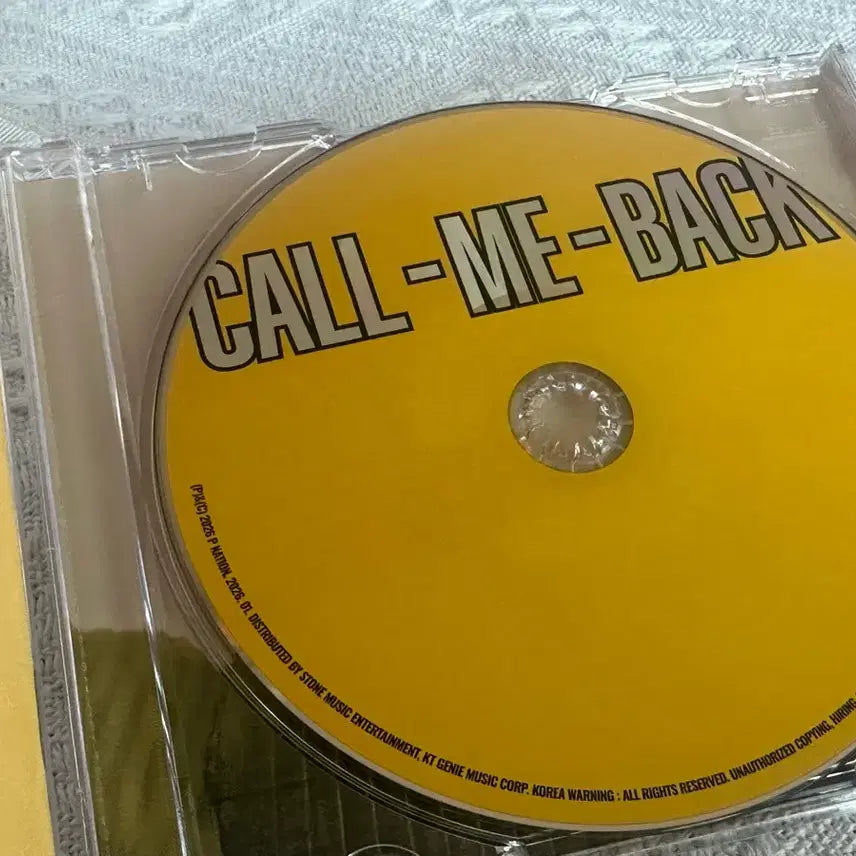 CALL-ME-BACK
(P)&(C) 2026 P NATION. 2026. 01. DISTRIBUTED BY STONE MUSIC ENTERTAINMENT, KT GENIE MUSIC CORP. KOREA WARNING : ALL RIGHTS RESERVED. UNAUTHORIZED COPYING, HIRING,